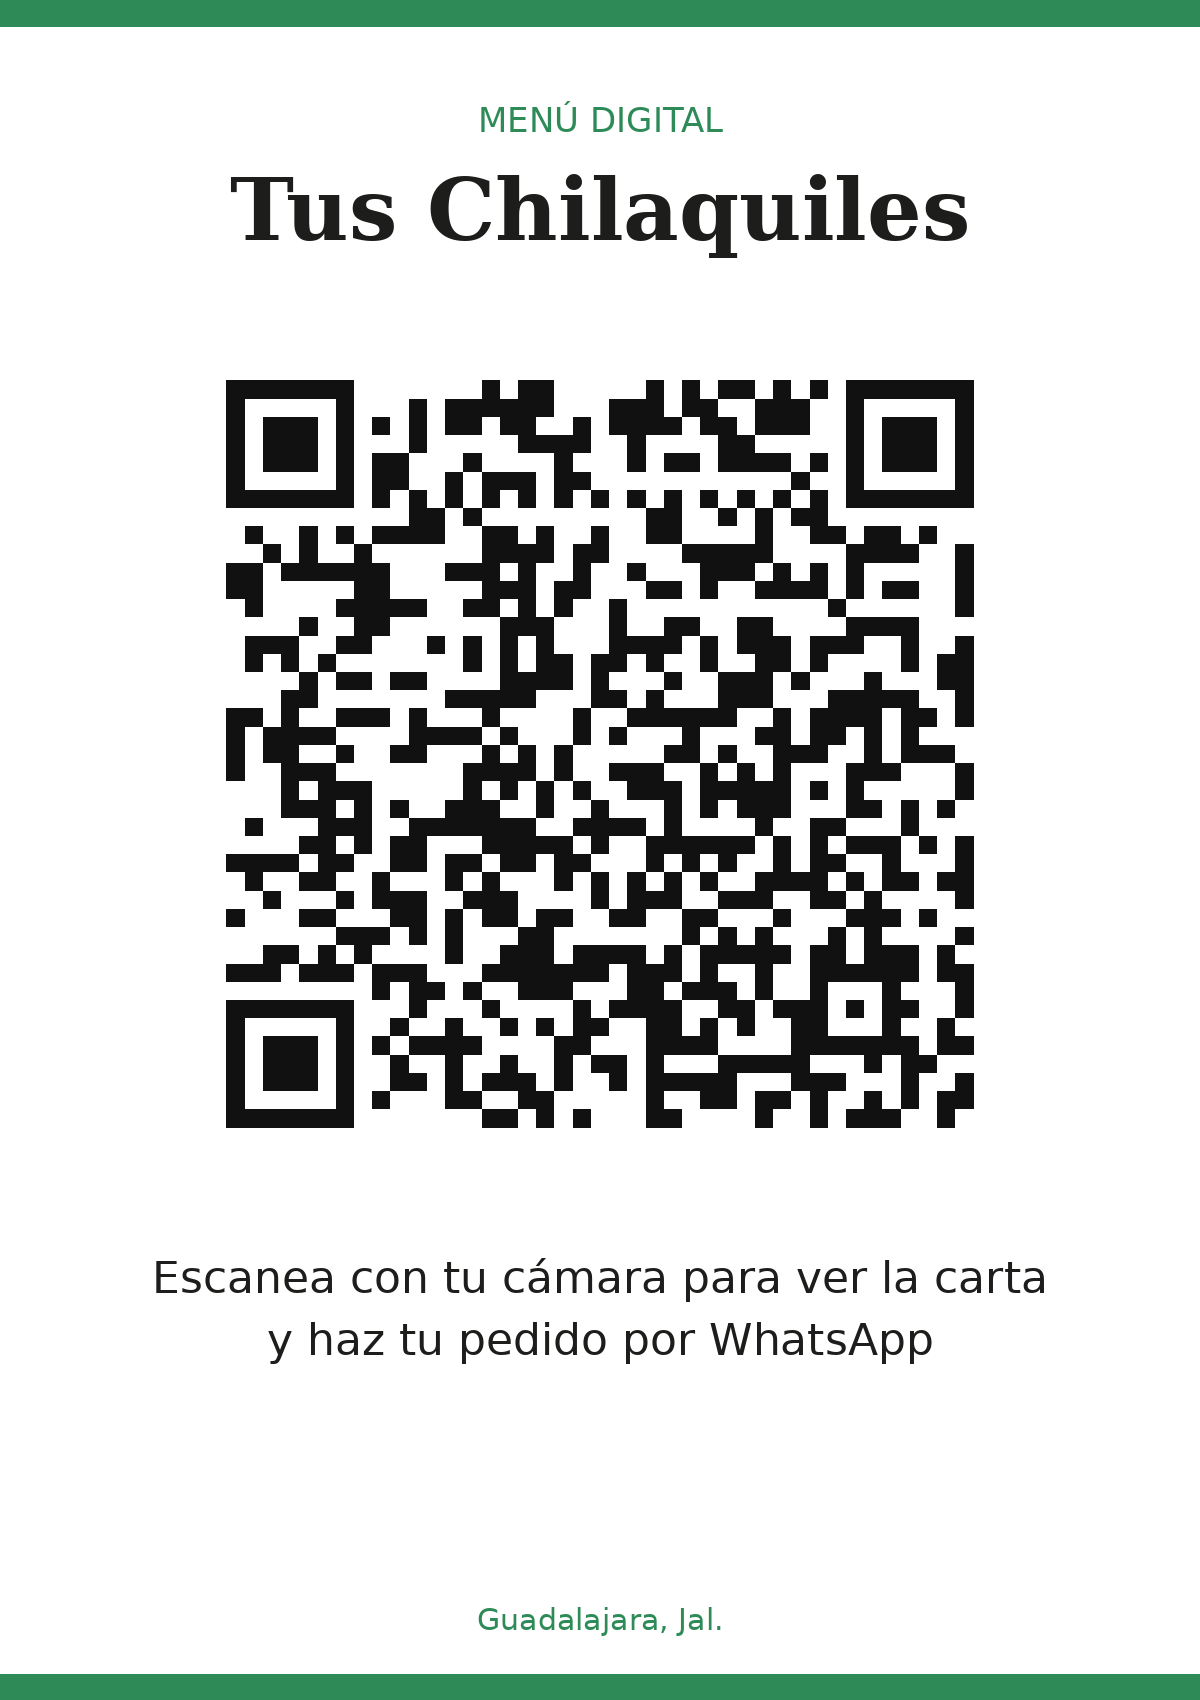 MENÚ DIGITAL
Tus Chilaquiles
Escanea con tu cámara para ver la carta
y haz tu pedido por WhatsApp
Guadalajara, Jal.